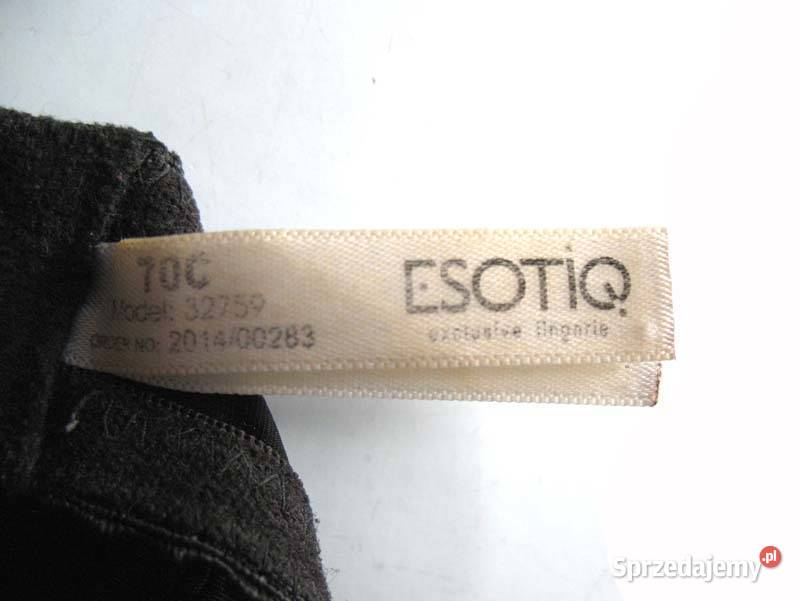 70C
Model: 32759
ORDER NO: 2014/00283
ESOTIQ
exclusive lingerie
Sprzedajemy.pl